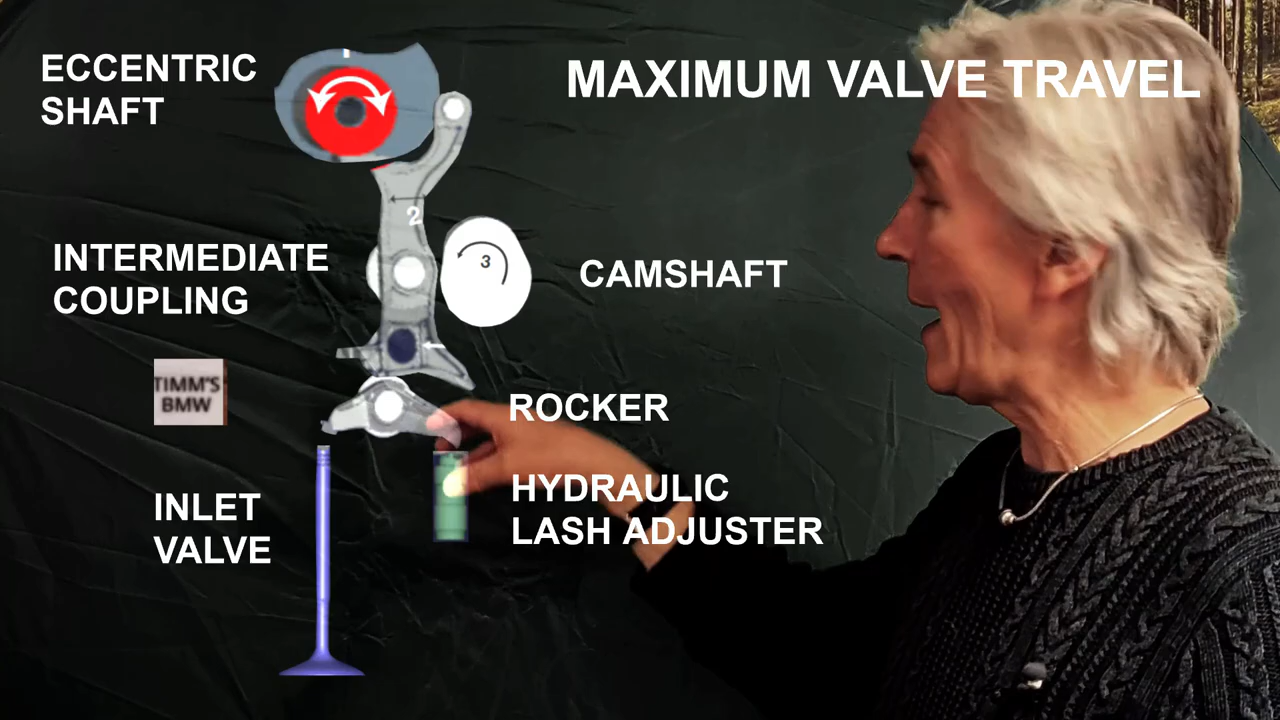 MAXIMUM VALVE TRAVEL
ECCENTRIC
SHAFT
2
3
INTERMEDIATE
COUPLING
CAMSHAFT
TIMM'S
BMW
ROCKER
HYDRAULIC
LASH ADJUSTER
INLET
VALVE